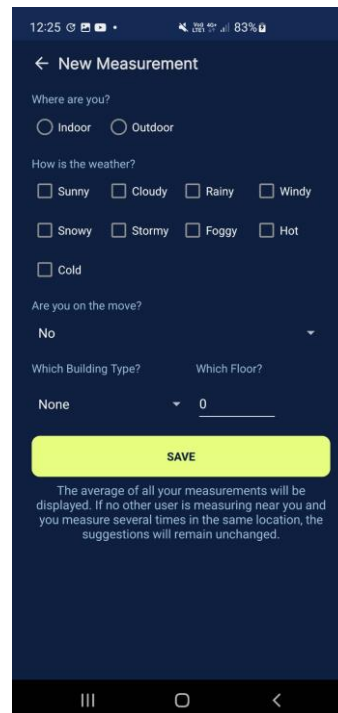 12:25 83%
New Measurement
Where are you?
Indoor Outdoor
How is the weather?
Sunny Cloudy Rainy Windy
Snowy Stormy Foggy Hot
Cold
Are you on the move?
No
Which Building Type? Which Floor?
None 0
SAVE
The average of all your measurements will be
displayed. If no other user is measuring near you and
you measure several times in the same location, the
suggestions will remain unchanged.